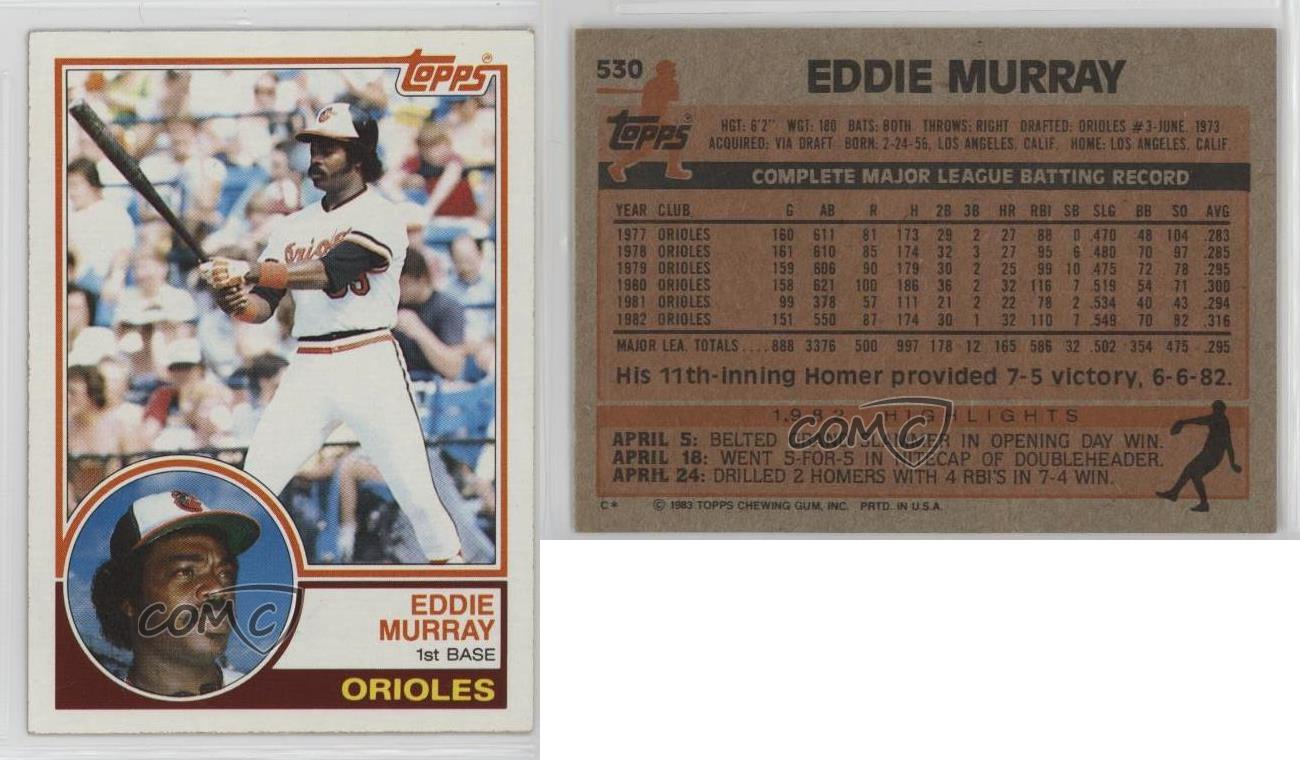 Topps
Orioles
EDDIE
MURRAY
1st BASE
ORIOLES
COMC
530
EDDIE MURRAY
Topps
HGT: 6'2" WGT: 180 BATS: BOTH THROWS: RIGHT DRAFTED: ORIOLES #3-JUNE, 1973
ACQUIRED: VIA DRAFT BORN: 2-24-56, LOS ANGELES, CALIF. HOME: LOS ANGELES, CALIF.
COMPLETE MAJOR LEAGUE BATTING RECORD
YEAR CLUB G AB R H 2B 3B HR RBI SB SLG BB SO AVG
1977 ORIOLES 160 611 81 173 29 2 27 88 0 .470 48 104 .283
1978 ORIOLES 161 610 85 174 32 3 27 95 6 .480 70 97 .285
1979 ORIOLES 159 606 90 179 30 2 25 99 10 .475 72 78 .295
1980 ORIOLES 158 621 100 186 36 2 32 116 7 .519 54 71 .300
1981 ORIOLES 99 378 57 111 21 2 22 78 2 .534 40 43 .294
1982 ORIOLES 151 550 87 174 30 1 32 110 7 .549 70 82 .316
MAJOR LEA. TOTALS....888 3376 500 997 178 12 165 586 32 .502 354 475 .295
His 11th-inning Homer provided 7-5 victory, 6-6-82.
1982 HIGHLIGHTS
COMC
APRIL 5: BELTED GRAND SLAMMER IN OPENING DAY WIN.
APRIL 18: WENT 5-FOR-5 IN NITECAP OF DOUBLEHEADER.
APRIL 24: DRILLED 2 HOMERS WITH 4 RBI'S IN 7-4 WIN.
C* © 1983 TOPPS CHEWING GUM, INC. PRTD. IN U.S.A.